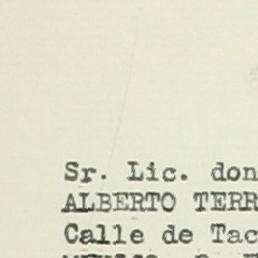 Sr. Lic. don
ALBERTO TERR
Calle de Tac